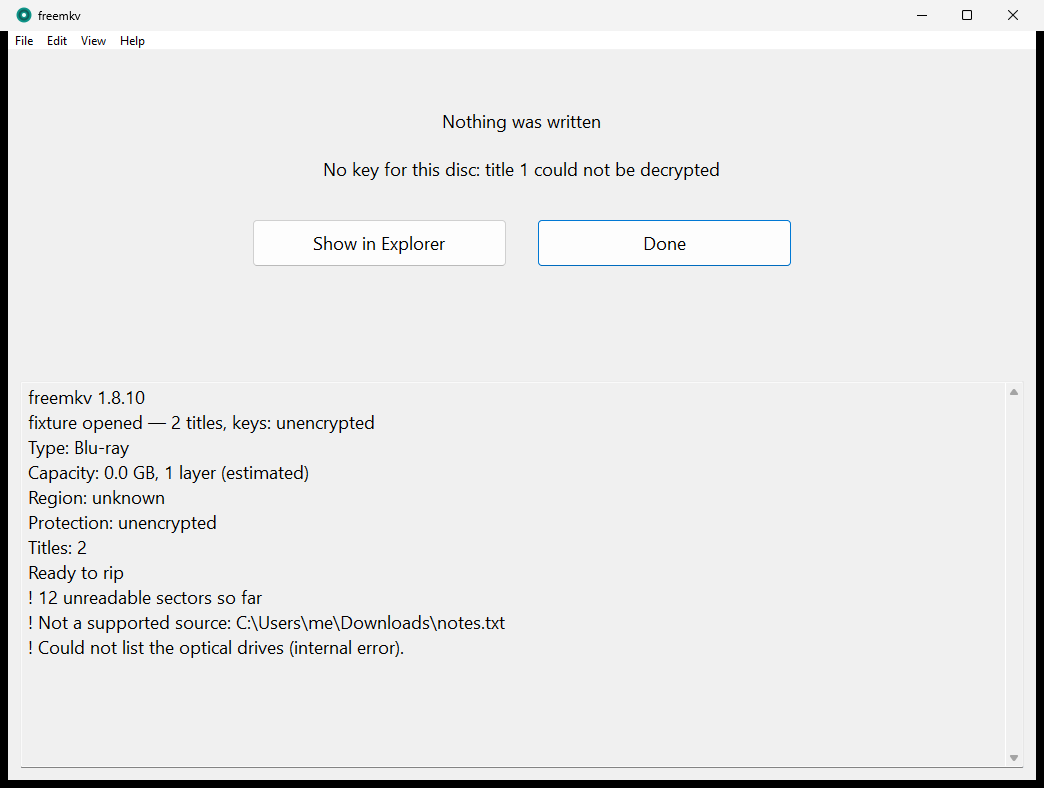 freemkv
File Edit View Help
Nothing was written
No key for this disc: title 1 could not be decrypted
Show in Explorer Done
freemkv 1.8.10
fixture opened — 2 titles, keys: unencrypted
Type: Blu-ray
Capacity: 0.0 GB, 1 layer (estimated)
Region: unknown
Protection: unencrypted
Titles: 2
Ready to rip
! 12 unreadable sectors so far
! Not a supported source: C:\Users\me\Downloads\notes.txt
! Could not list the optical drives (internal error).